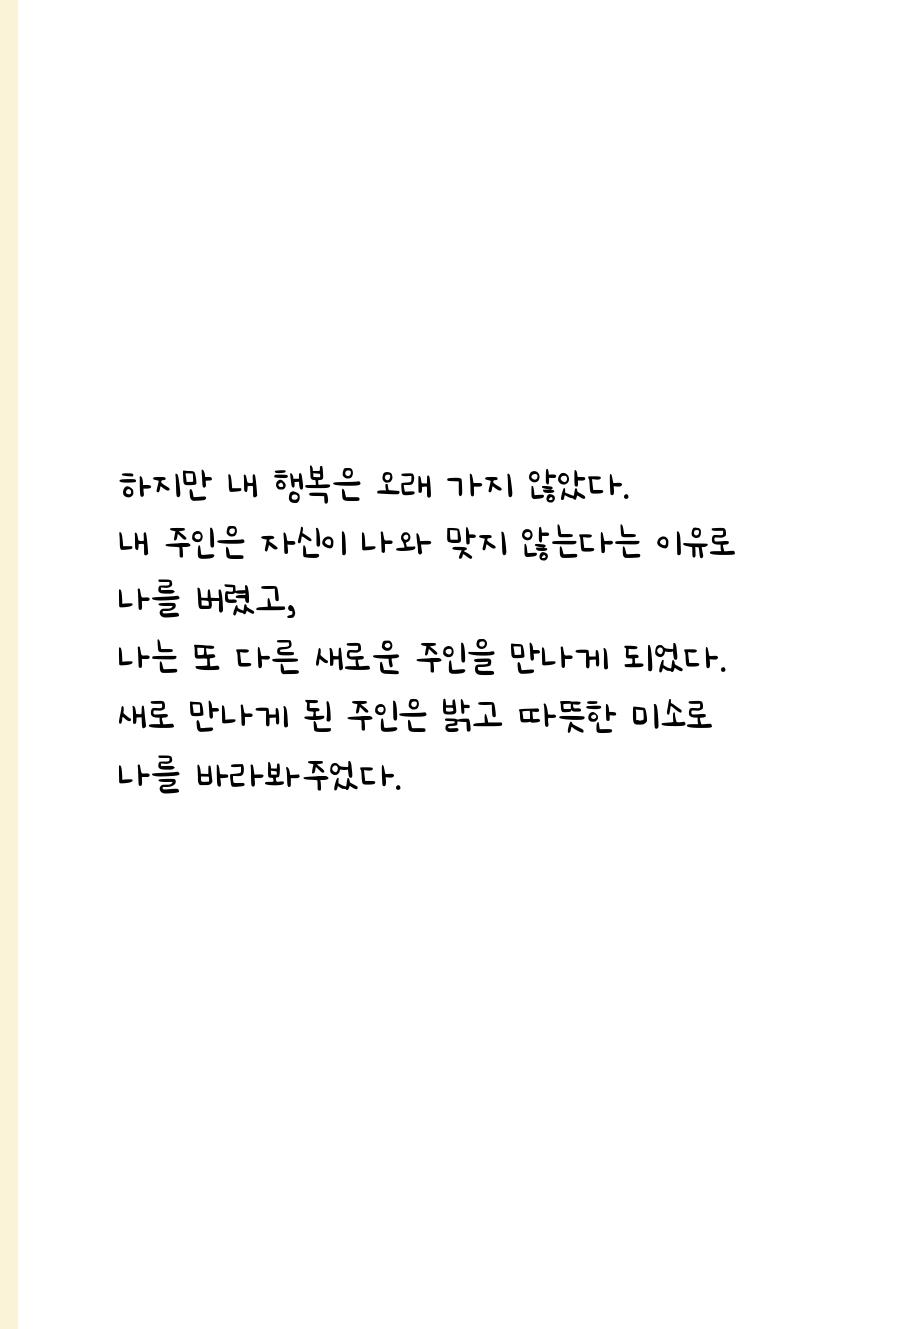 하지만 내 행복은 오래 가지 않았다.
내 주인은 자신이 나와 맞지 않는다는 이유로
나를 버렸고,
나는 또 다른 새로운 주인을 만나게 되었다.
새로 만나게 된 주인은 밝고 따뜻한 미소로
나를 바라봐주었다.